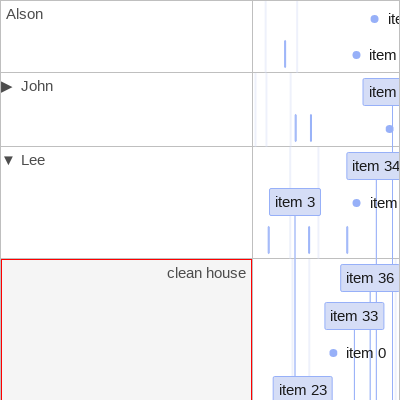 Alson
ite
item
▶ John
item
▼ Lee
item 34
item 3
item
clean house
item 36
item 33
item 0
item 23